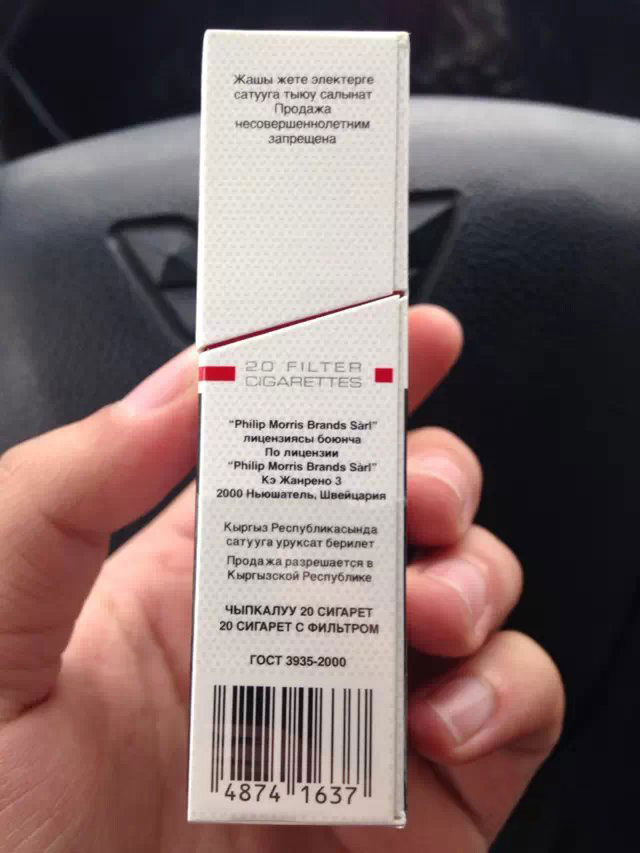 Жашы жете электерге
сатууга тыюу салынат
Продажа
несовершеннолетним
запрещена
20 FILTER
CIGARETTES
"Philip Morris Brands Sàrl"
лицензиясы боюнча
По лицензии
"Philip Morris Brands Sàrl"
Кэ Жанрено 3
2000 Ньюшатель, Швейцария
Кыргыз Республикасында
сатууга уруксат берилет
Продажа разрешается в
Кыргызской Республике
ЧЫПКАЛУУ 20 СИГАРЕТ
20 СИГАРЕТ С ФИЛЬТРОМ
ГОСТ 3935-2000
4874 1637